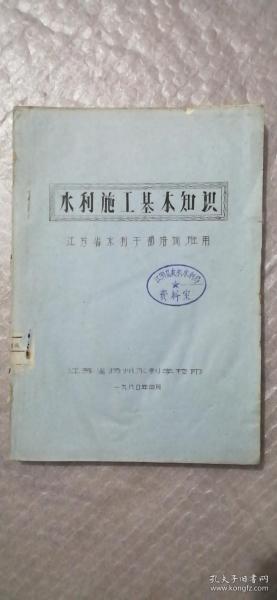 水利施工基本知识
江苏省水利干部培训班用
资料室
江苏省扬州水利学校印
一九八〇年四月
孔夫子旧书网